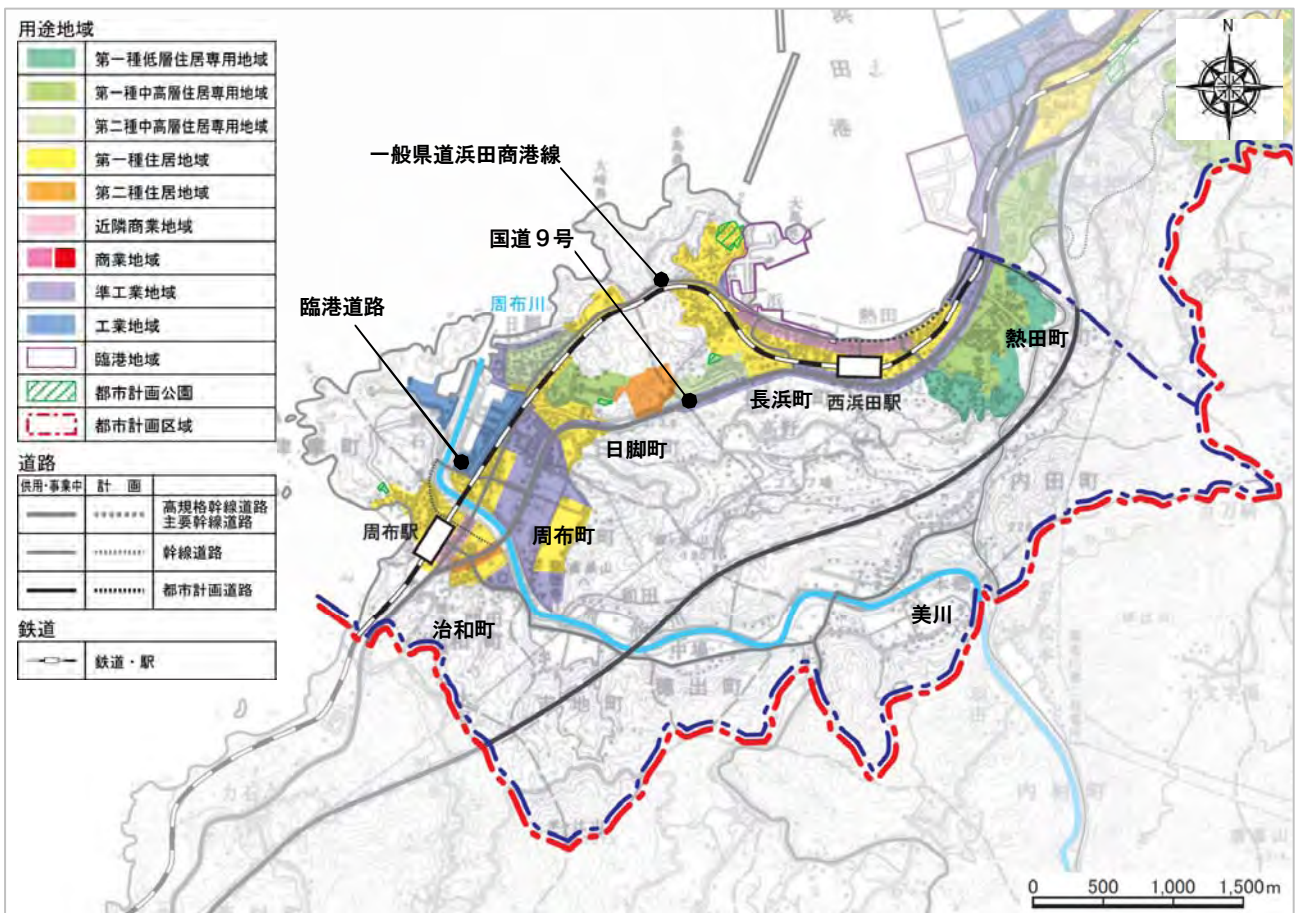 用途地域
第一種低層住居専用地域
第一種中高層住居専用地域
第二種中高層住居専用地域
第一種住居地域
第二種住居地域
近隣商業地域
商業地域
準工業地域
工業地域
臨港地域
都市計画公園
都市計画区域
道路
供用・事業中 計 画
高規格幹線道路
主要幹線道路
幹線道路
都市計画道路
鉄道
鉄道・駅
N
浜田港
一般県道浜田商港線
国道9号
臨港道路
周布川
熱田
熱田町
長浜町
西浜田駅
日脚町
内田町
周布駅
周布町
美川
治和町
0 500 1,000 1,500m